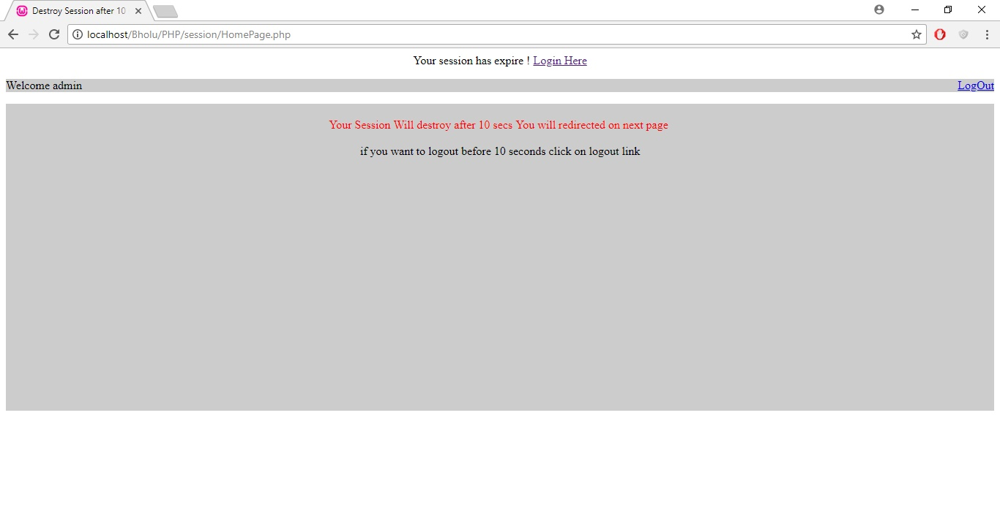 Destroy Session after 10
localhost/Bholu/PHP/session/HomePage.php
Your session has expire ! Login Here
Welcome admin LogOut
Your Session Will destroy after 10 secs You will redirected on next page
if you want to logout before 10 seconds click on logout link